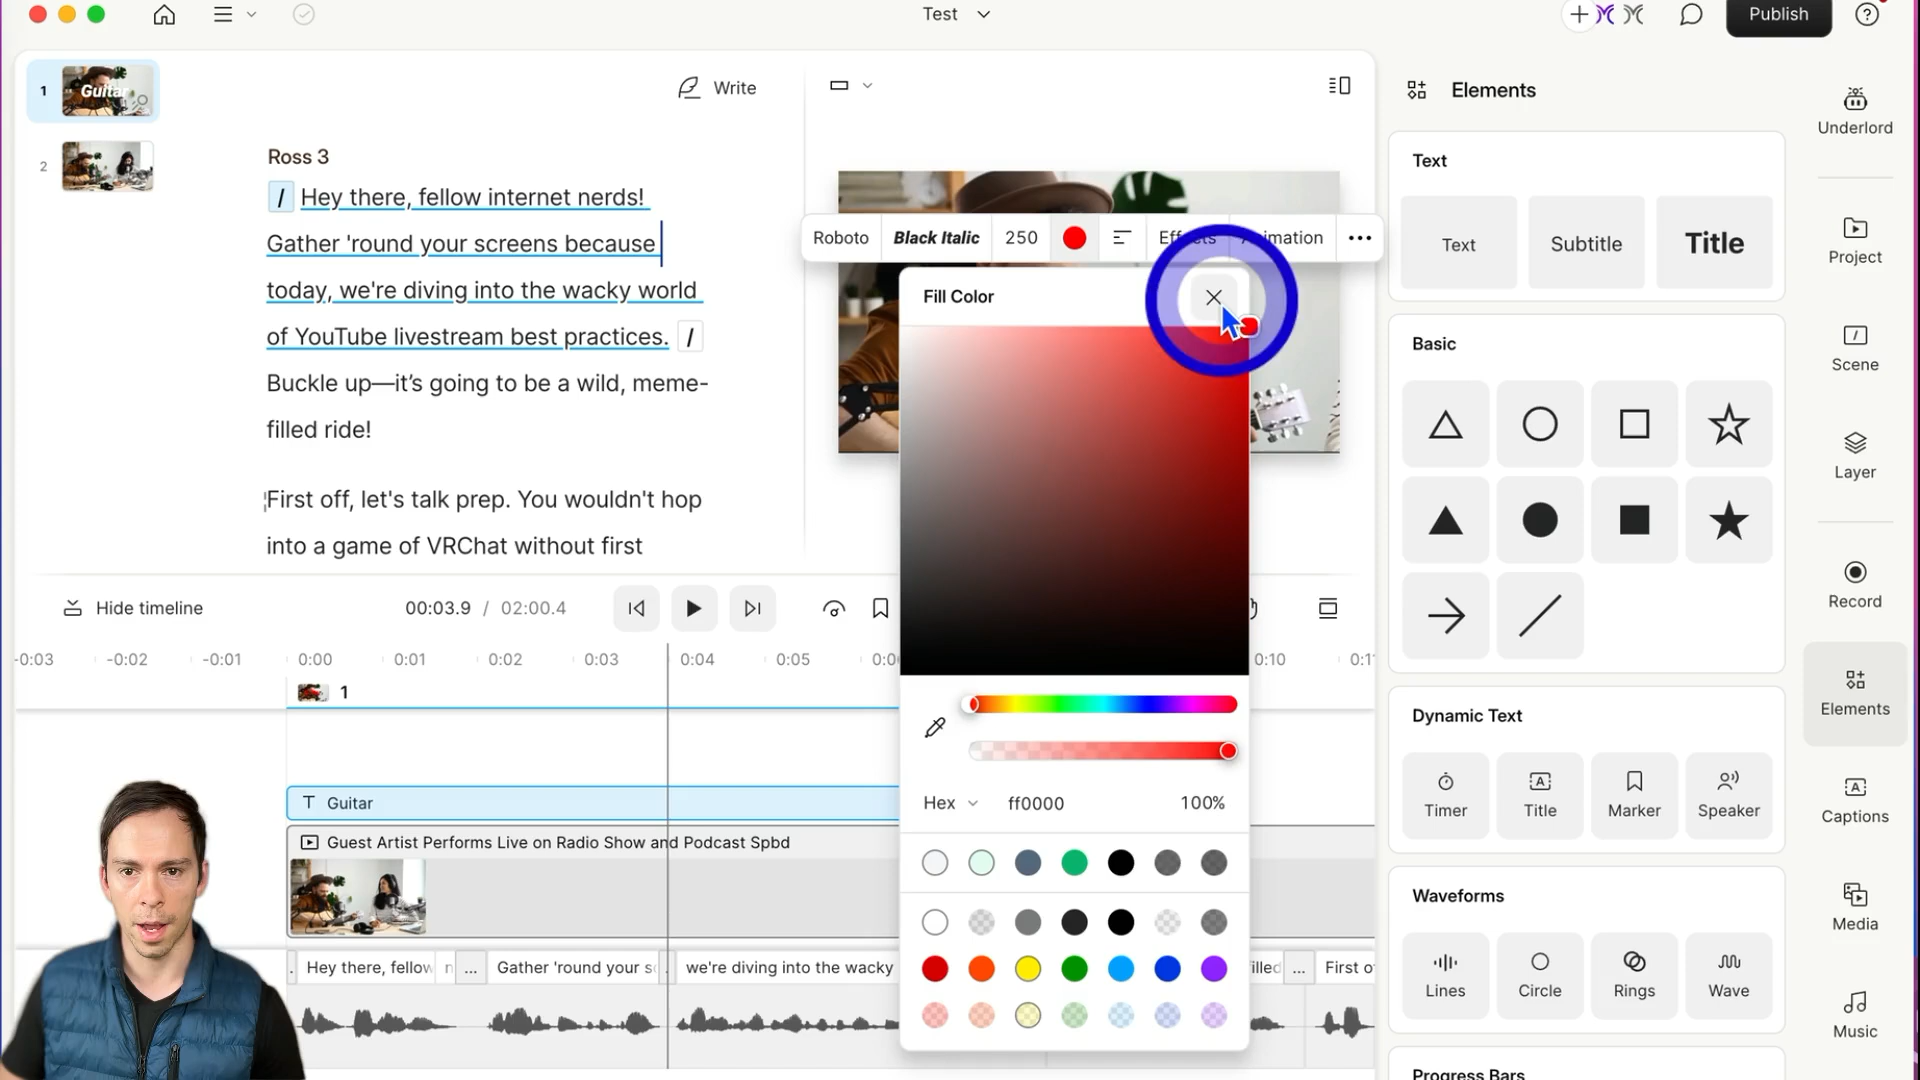 Test
Publish
1
Guitar
2
Write
Ross 3
/ Hey there, fellow internet nerds!
Gather 'round your screens because
today, we're diving into the wacky world
of YouTube livestream best practices. /
Buckle up—it's going to be a wild, meme-
filled ride!
First off, let's talk prep. You wouldn't hop
into a game of VRChat without first
Roboto
Black Italic
250
Effects
Animation
Fill Color
Hex
ff0000
100%
Elements
Text
Text
Subtitle
Title
Basic
Dynamic Text
Timer
Title
Marker
Speaker
Waveforms
Lines
Circle
Rings
Wave
Progress Bars
Underlord
Project
Scene
Layer
Record
Elements
Captions
Media
Music
Hide timeline
00:03.9 / 02:00.4
-0:03 -0:02 -0:01 0:00 0:01 0:02 0:03 0:04 0:05 0:10
1
T Guitar
Guest Artist Performs Live on Radio Show and Podcast Spbd
Hey there, fellow
...
Gather 'round your
we're diving into the wacky
...
First